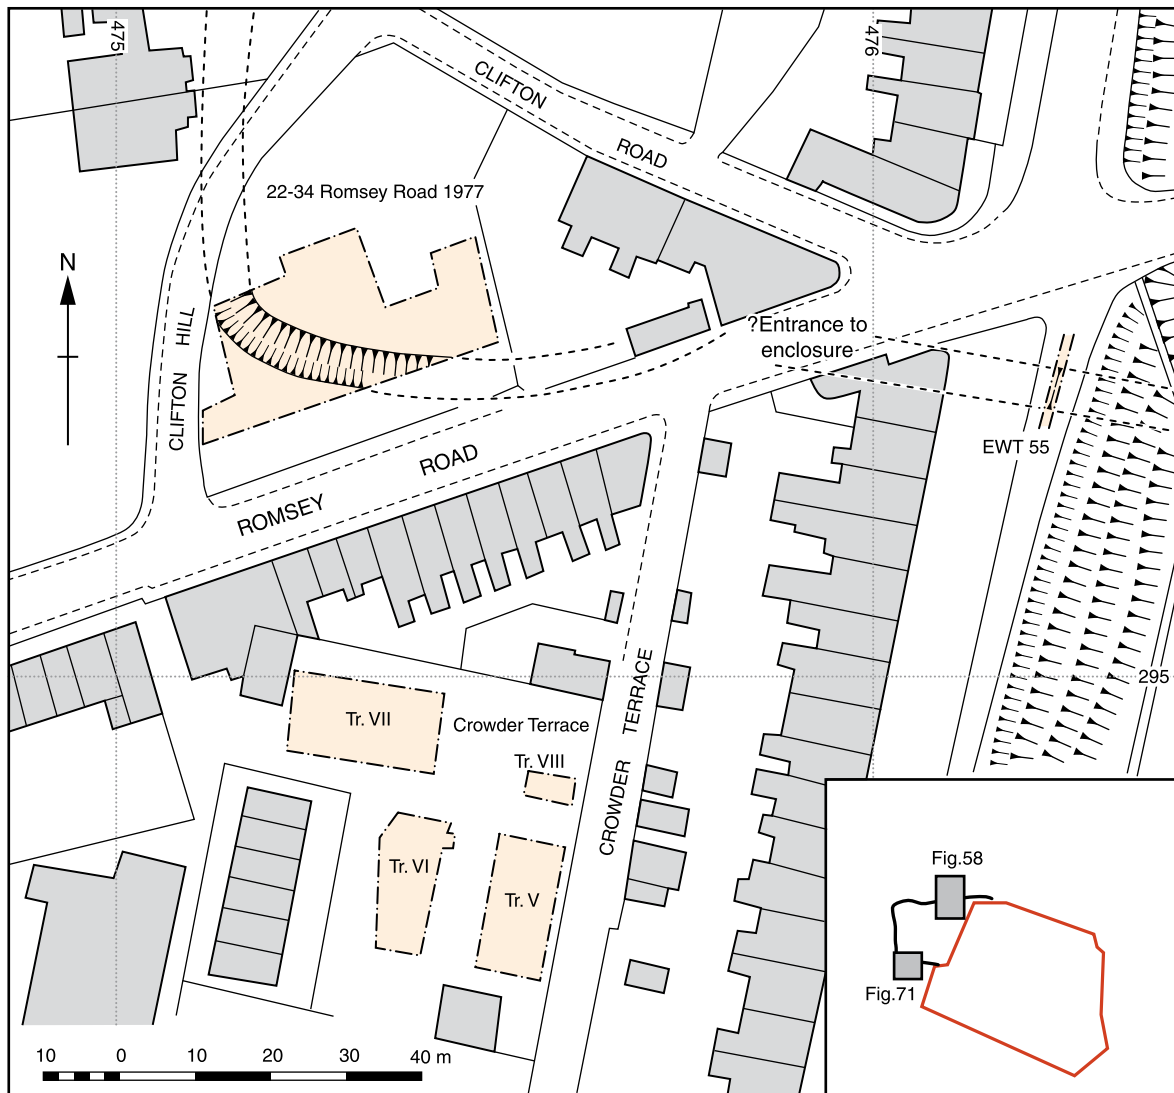 475
476
CLIFTON
ROAD
22-34 Romsey Road 1977
N
CLIFTON HILL
?Entrance to
enclosure
EWT 55
ROMSEY ROAD
295
Tr. VII
Crowder Terrace
Tr. VIII
CROWDER TERRACE
Tr. VI
Tr. V
Fig.58
Fig.71
10 0 10 20 30 40 m